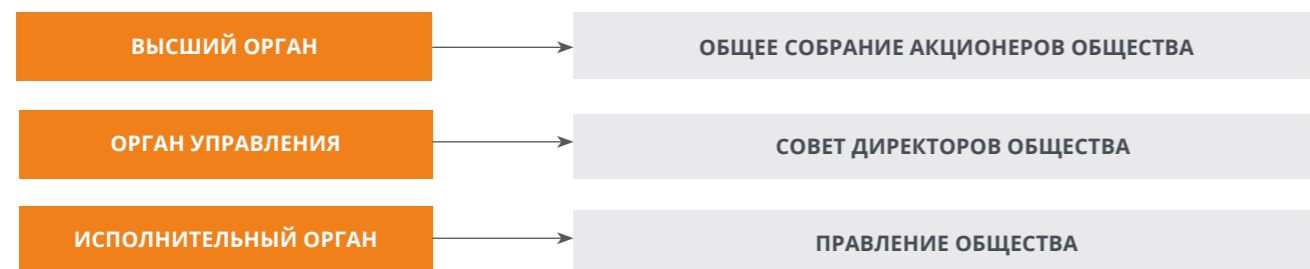 ВЫСШИЙ ОРГАН
ОБЩЕЕ СОБРАНИЕ АКЦИОНЕРОВ ОБЩЕСТВА
ОРГАН УПРАВЛЕНИЯ
СОВЕТ ДИРЕКТОРОВ ОБЩЕСТВА
ИСПОЛНИТЕЛЬНЫЙ ОРГАН
ПРАВЛЕНИЕ ОБЩЕСТВА